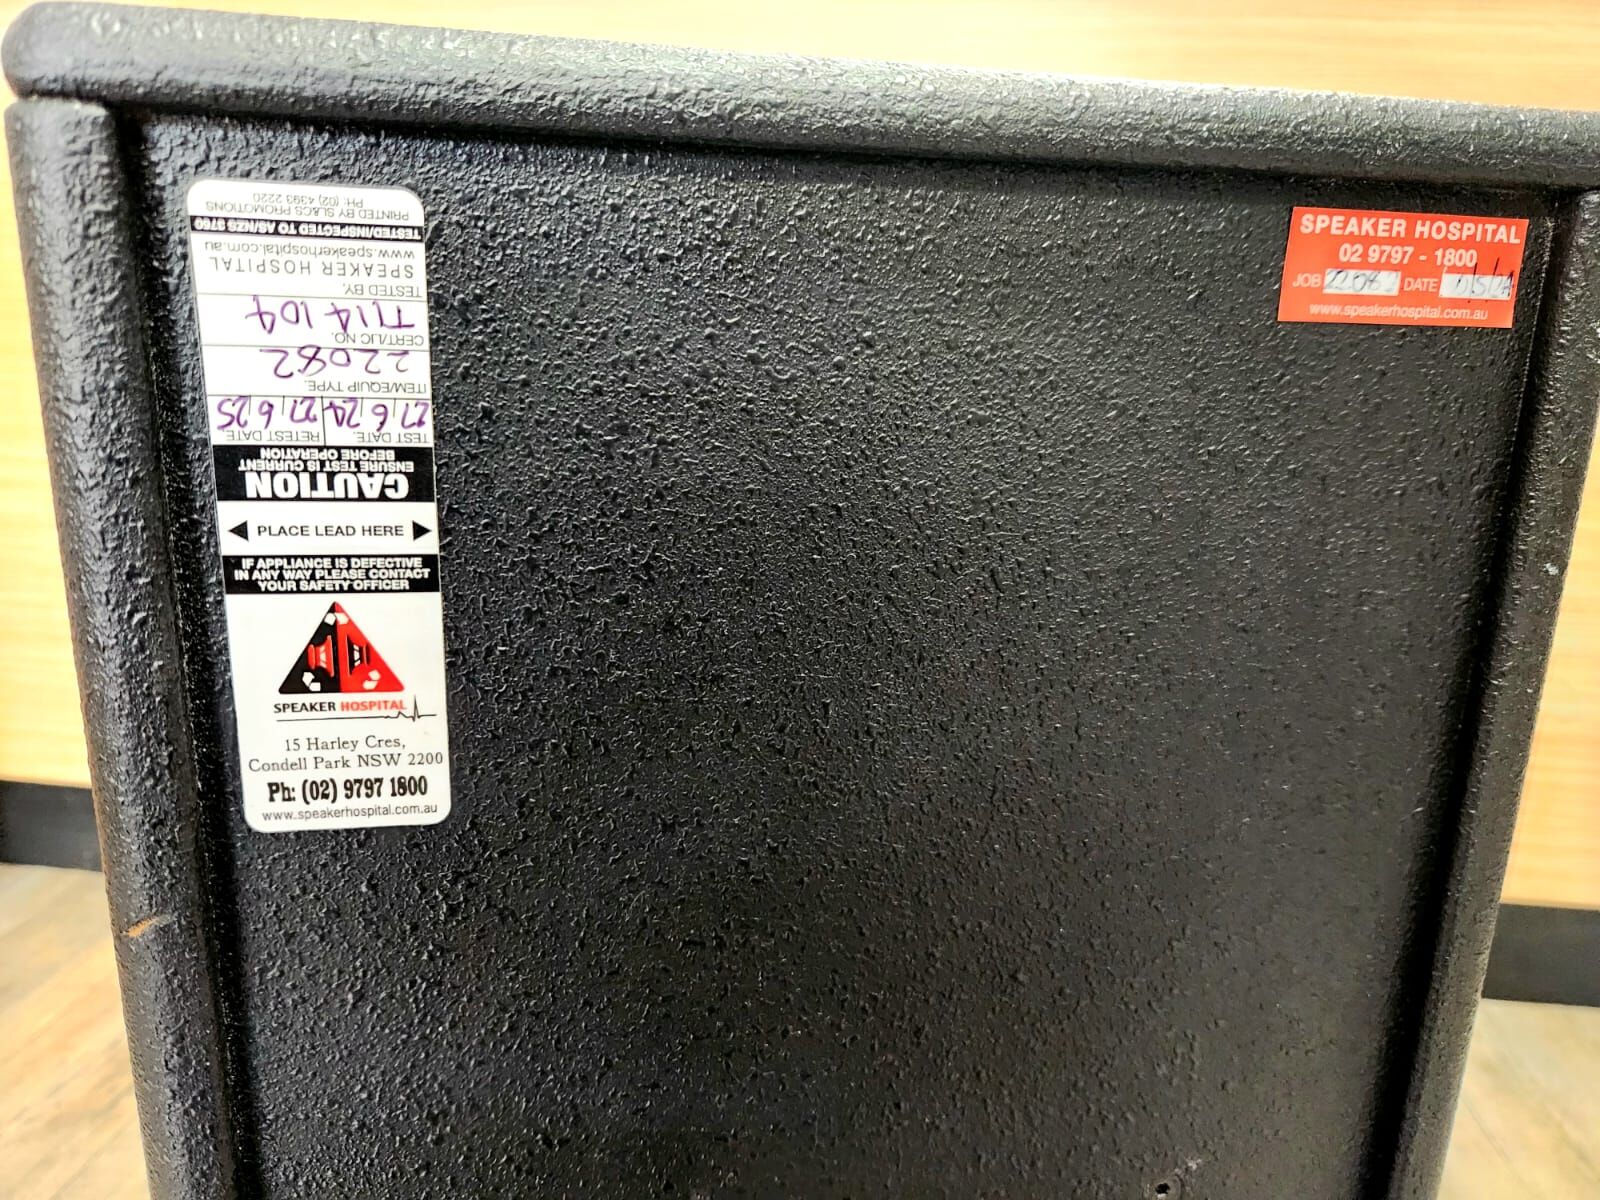 PRINTED BY SL&CS PROMOTIONS
PH: (02) 4393 2220
TESTED/INSPECTED TO AS/NZS 3760
www.speakerhospital.com.au
SPEAKER HOSPITAL
TESTED BY.
T114104
CERT/LIC NO.
22082
ITEM/EQUIP TYPE.
27 6 24 27 6 25
TEST DATE. RETEST DATE.
CAUTION
ENSURE TEST IS CURRENT
BEFORE OPERATION
PLACE LEAD HERE
IF APPLIANCE IS DEFECTIVE
IN ANY WAY PLEASE CONTACT
YOUR SAFETY OFFICER
SPEAKER HOSPITAL
15 Harley Cres,
Condell Park NSW 2200
Ph: (02) 9797 1800
www.speakerhospital.com.au
SPEAKER HOSPITAL
02 9797 - 1800
JOB 22082 DATE
www.speakerhospital.com.au